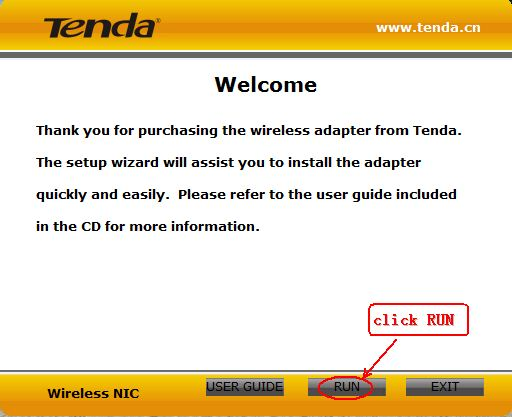 Tenda®
www.tenda.cn
Welcome
Thank you for purchasing the wireless adapter from Tenda.
The setup wizard will assist you to install the adapter
quickly and easily.  Please refer to the user guide included
in the CD for more information.
click RUN
Wireless NIC
USER GUIDE
RUN
EXIT